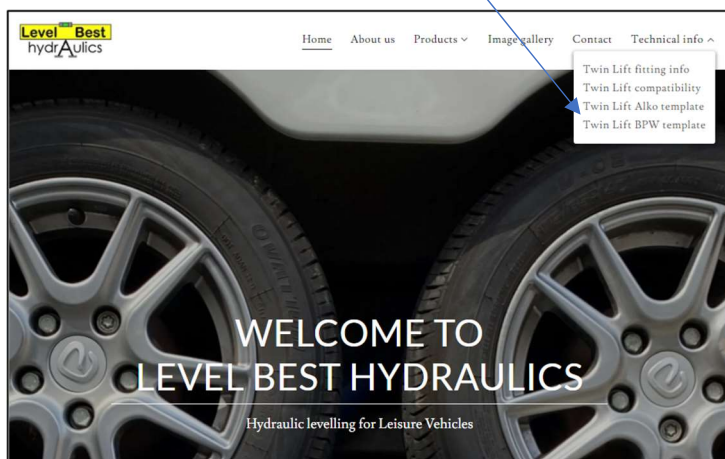 Level Best
hydrAulics
Home About us Products Image gallery Contact Technical info
Twin Lift fitting info
Twin Lift compatibility
Twin Lift Alko template
Twin Lift BPW template
WELCOME TO
LEVEL BEST HYDRAULICS
Hydraulic levelling for Leisure Vehicles